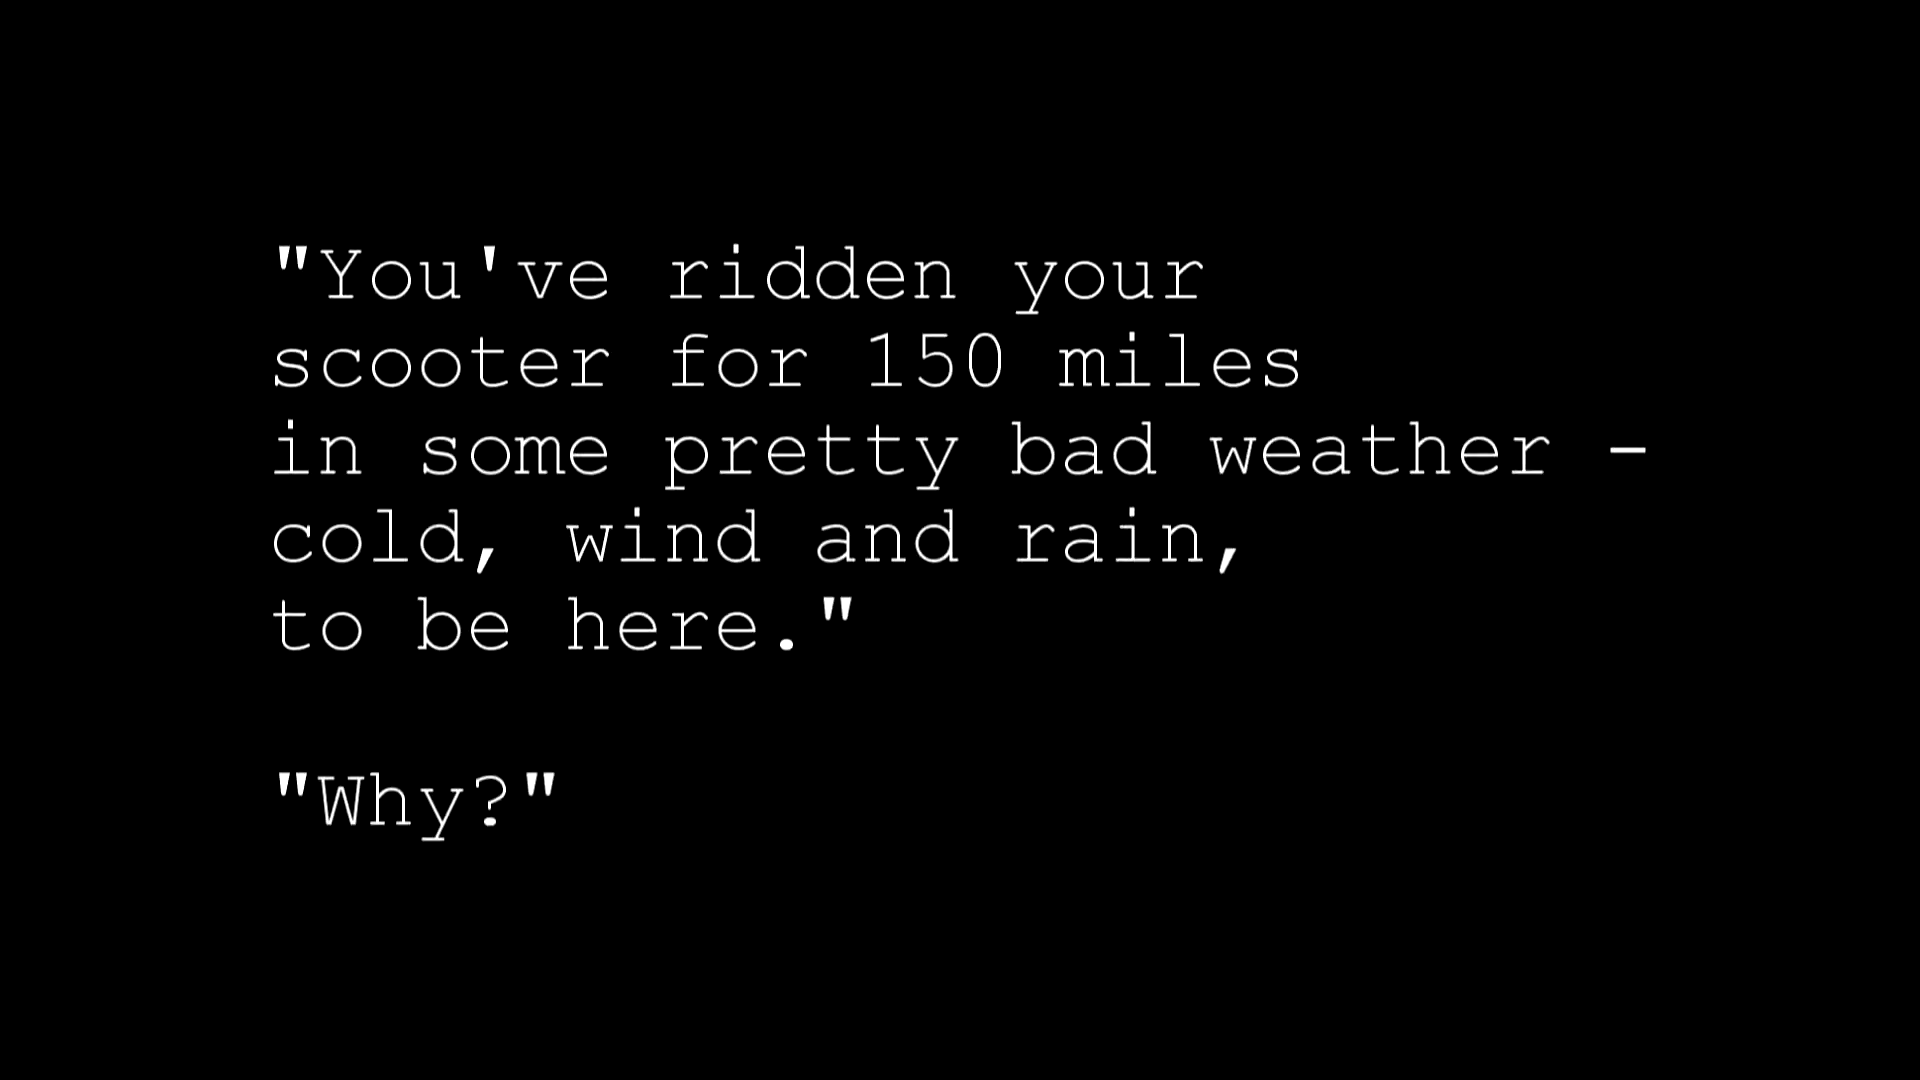 "You've ridden your
scooter for 150 miles
in some pretty bad weather -
cold, wind and rain,
to be here."
"Why?"